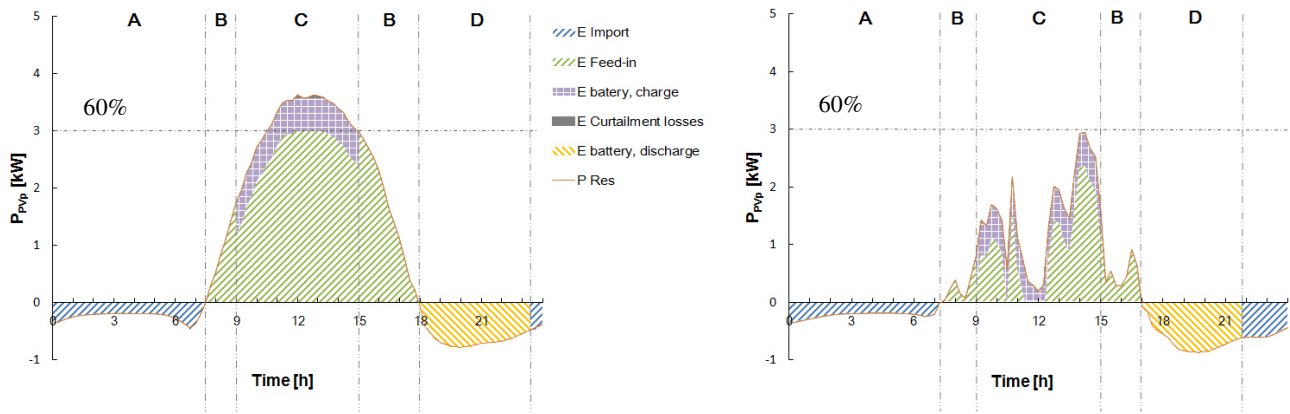 A B C B D
5
4
60%
3
2
1
0
-1
P_PVp [kW]
0 3 6 9 12 15 18 21
Time [h]
E Import
E Feed-in
E batery, charge
E Curtailment losses
E battery, discharge
P Res
A B C B D
5
4
60%
3
2
1
0
-1
P_PVp [kW]
0 3 6 9 12 15 18 21
Time [h]